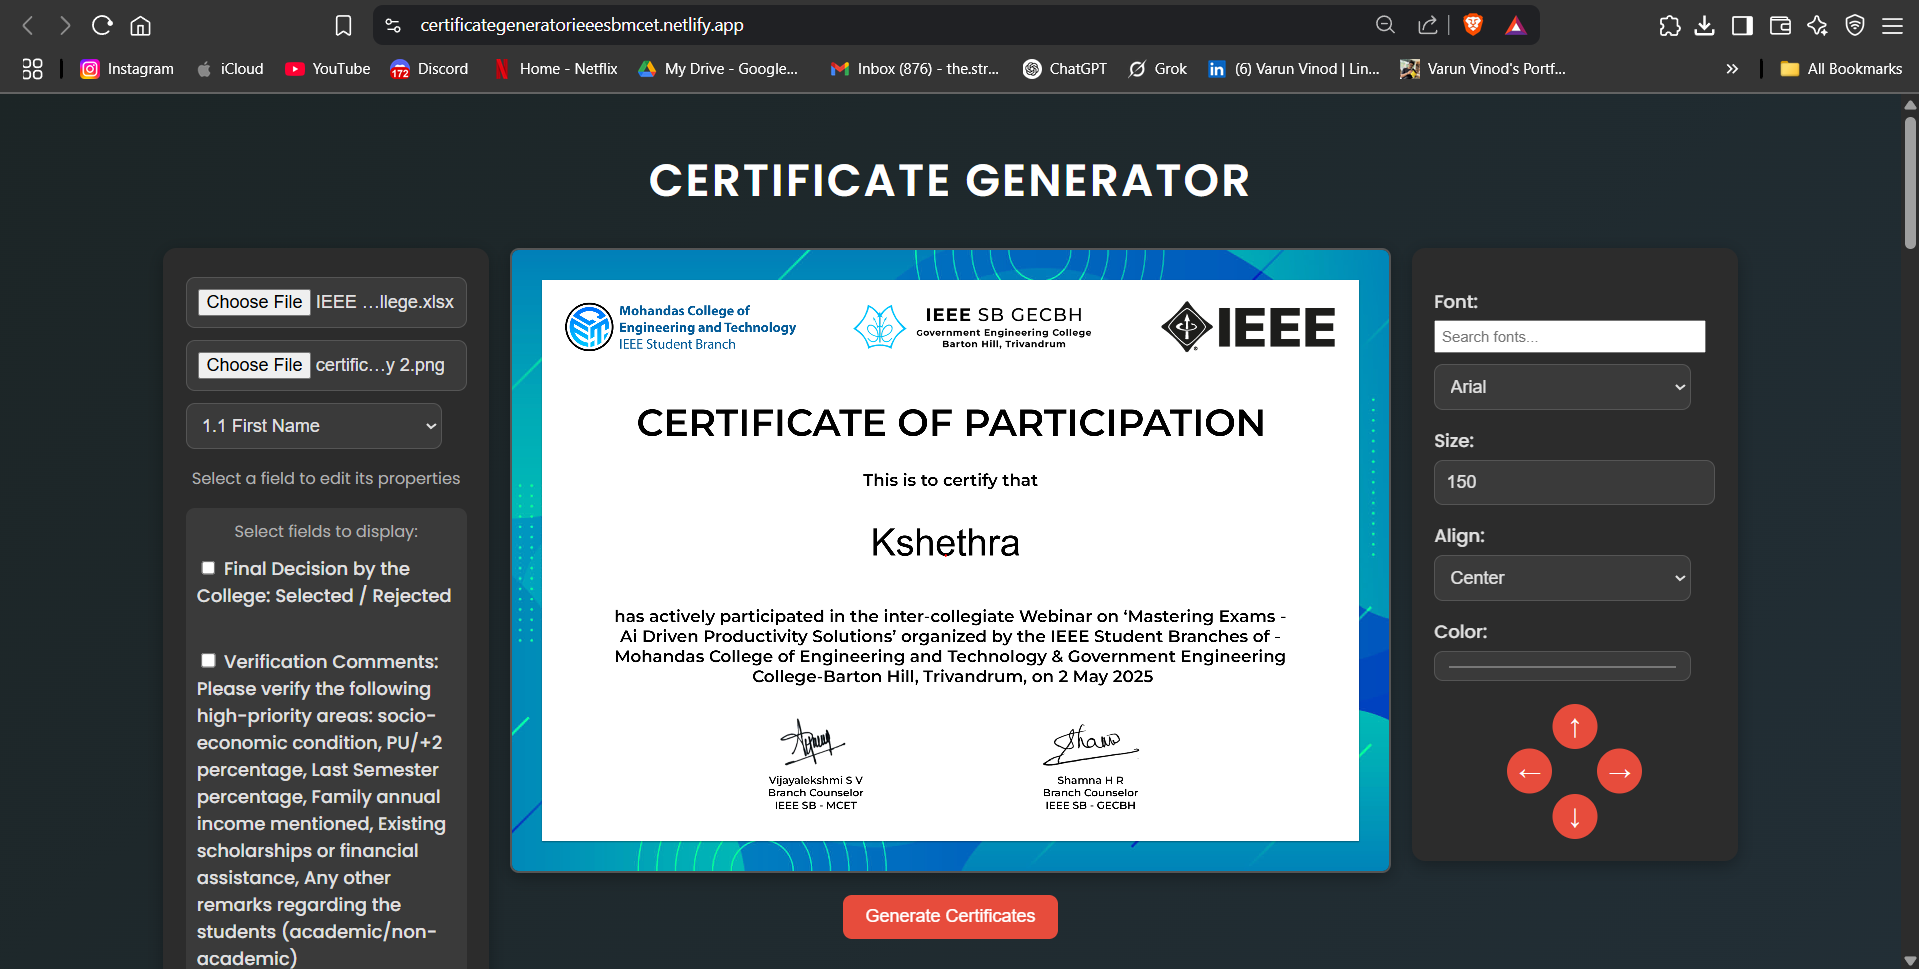 certificategeneratorieeesbmcet.netlify.app
Instagram
iCloud
YouTube
172
Discord
Home - Netflix
My Drive - Google...
Inbox (876) - the.str...
ChatGPT
Grok
in
(6) Varun Vinod | Lin...
Varun Vinod's Portf...
»
All Bookmarks
CERTIFICATE GENERATOR
Choose File IEEE ...llege.xlsx
Choose File certific...y 2.png
1.1 First Name
Select a field to edit its properties
Select fields to display:
Final Decision by the
College: Selected / Rejected
Verification Comments:
Please verify the following
high-priority areas: socio-
economic condition, PU/+2
percentage, Last Semester
percentage, Family annual
income mentioned, Existing
scholarships or financial
assistance, Any other
remarks regarding the
students (academic/non-
academic)
Mohandas College of
Engineering and Technology
IEEE Student Branch
IEEE SB GECBH
Government Engineering College
Barton Hill, Trivandrum
IEEE
CERTIFICATE OF PARTICIPATION
This is to certify that
Kshethra
has actively participated in the inter-collegiate Webinar on ‘Mastering Exams -
Ai Driven Productivity Solutions’ organized by the IEEE Student Branches of -
Mohandas College of Engineering and Technology & Government Engineering
College-Barton Hill, Trivandrum, on 2 May 2025
Vijayalekshmi S V
Branch Counselor
IEEE SB - MCET
Shamna H R
Branch Counselor
IEEE SB - GECBH
Generate Certificates
Font:
Search fonts...
Arial
Size:
150
Align:
Center
Color:
↑
← →
↓